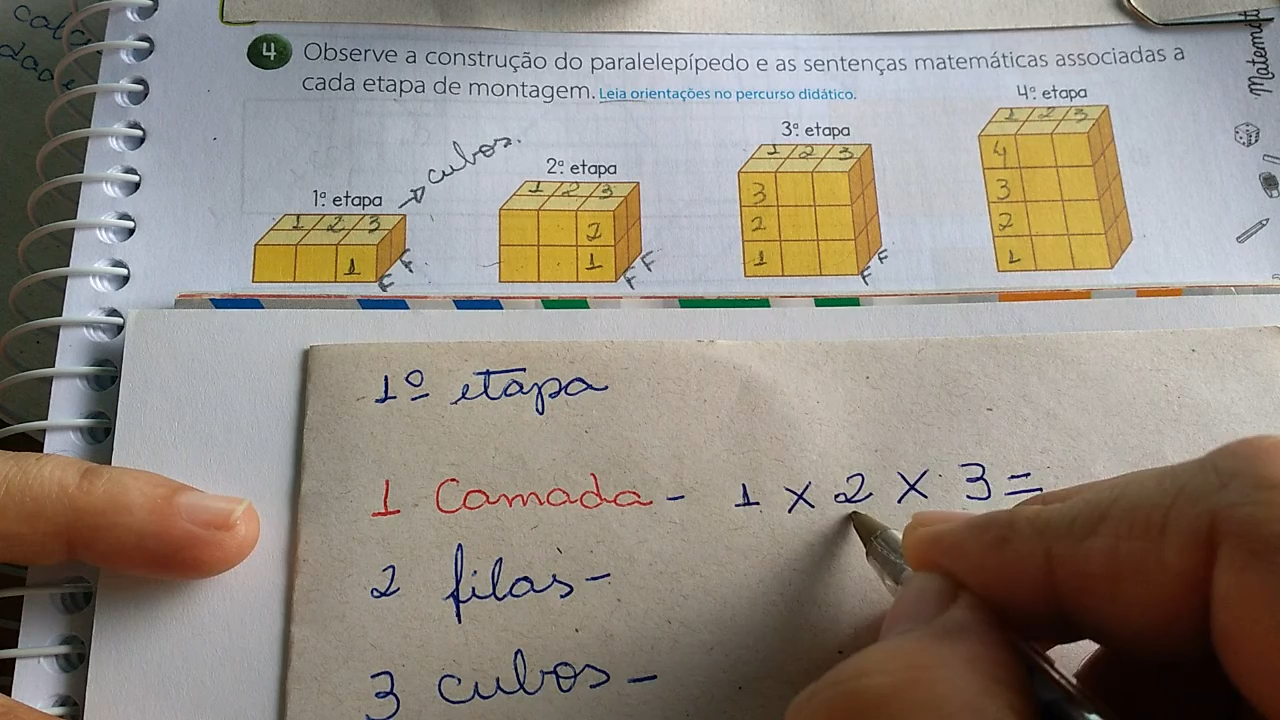 4 Observe a construção do paralelepípedo e as sentenças matemáticas associadas a
cada etapa de montagem. Leia orientações no percurso didático.
1ª etapa
cubos.
2ª etapa
3ª etapa
4ª etapa
1 2 3
1
F F
1 2 3
2
1
F F
1 2 3
3
2
1
F F
1 2 3
4
3
2
1
1º etapa
1 Camada - 1 x 2 x 3 =
2 filas -
3 cubos -